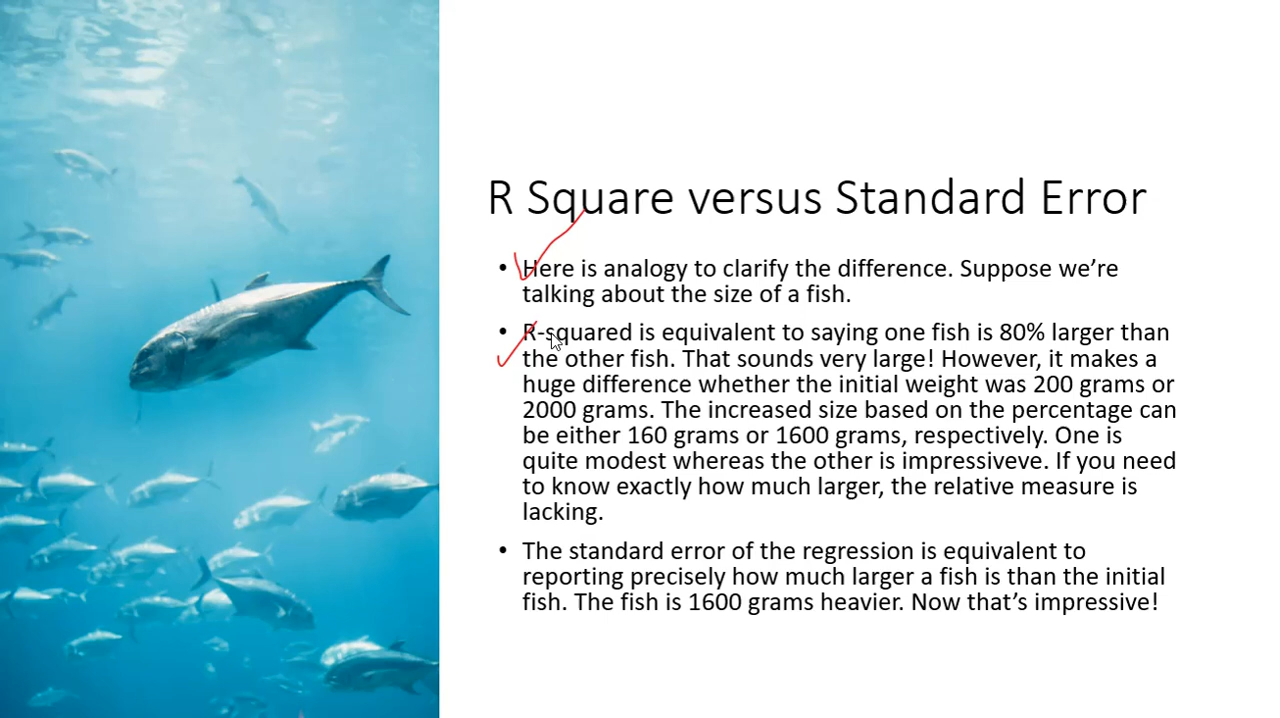 R Square versus Standard Error
• Here is analogy to clarify the difference. Suppose we’re
talking about the size of a fish.
• R-squared is equivalent to saying one fish is 80% larger than
the other fish. That sounds very large! However, it makes a
huge difference whether the initial weight was 200 grams or
2000 grams. The increased size based on the percentage can
be either 160 grams or 1600 grams, respectively. One is
quite modest whereas the other is impressiveve. If you need
to know exactly how much larger, the relative measure is
lacking.
• The standard error of the regression is equivalent to
reporting precisely how much larger a fish is than the initial
fish. The fish is 1600 grams heavier. Now that’s impressive!